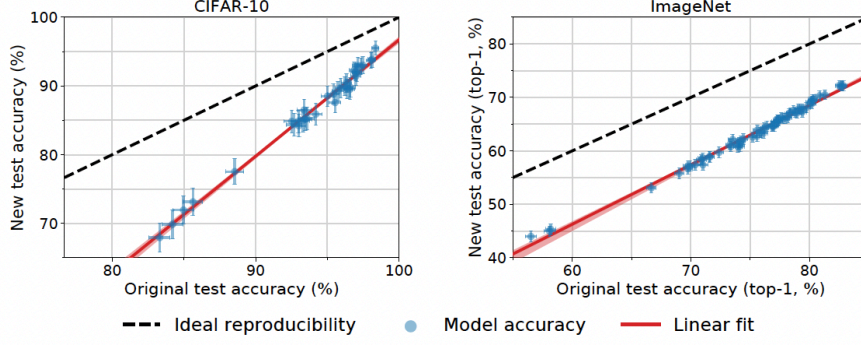 CIFAR-10
100
90
80
70
New test accuracy (%)
80
90
100
Original test accuracy (%)
ImageNet
80
70
60
50
40
New test accuracy (top-1, %)
60
70
80
Original test accuracy (top-1, %)
Ideal reproducibility
Model accuracy
Linear fit